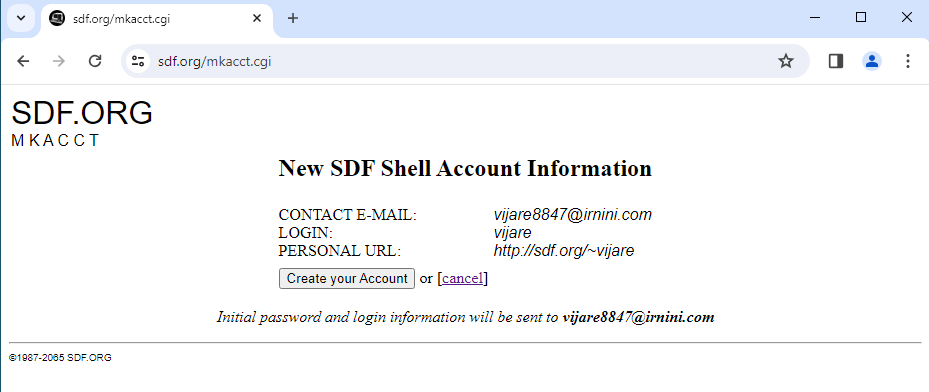 sdf.org/mkacct.cgi
sdf.org/mkacct.cgi
SDF.ORG
MKACCT
New SDF Shell Account Information
CONTACT E-MAIL: vijare8847@irnini.com
LOGIN: vijare
PERSONAL URL: http://sdf.org/~vijare
Create your Account or [cancel]
Initial password and login information will be sent to vijare8847@irnini.com
©1987-2065 SDF.ORG